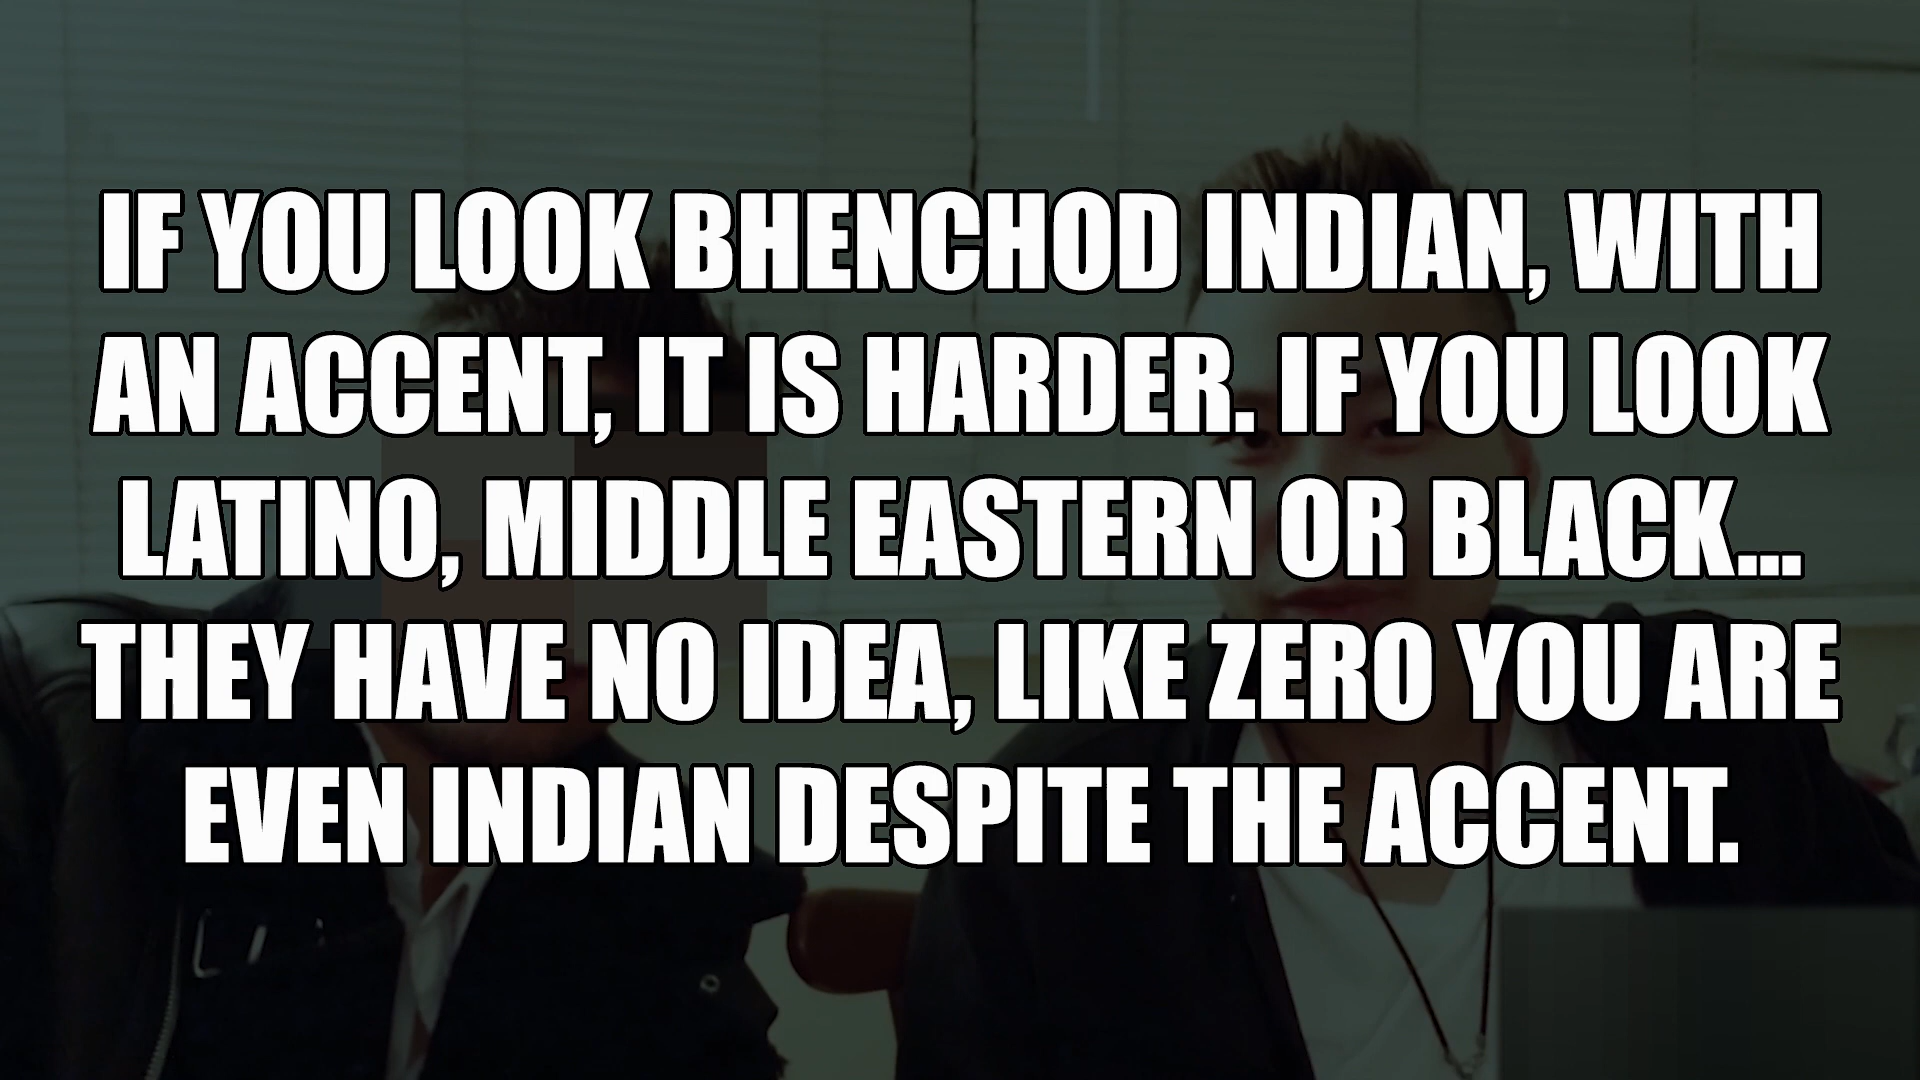 IF YOU LOOK BHENCHOD INDIAN, WITH
AN ACCENT, IT IS HARDER. IF YOU LOOK
LATINO, MIDDLE EASTERN OR BLACK...
THEY HAVE NO IDEA, LIKE ZERO YOU ARE
EVEN INDIAN DESPITE THE ACCENT.